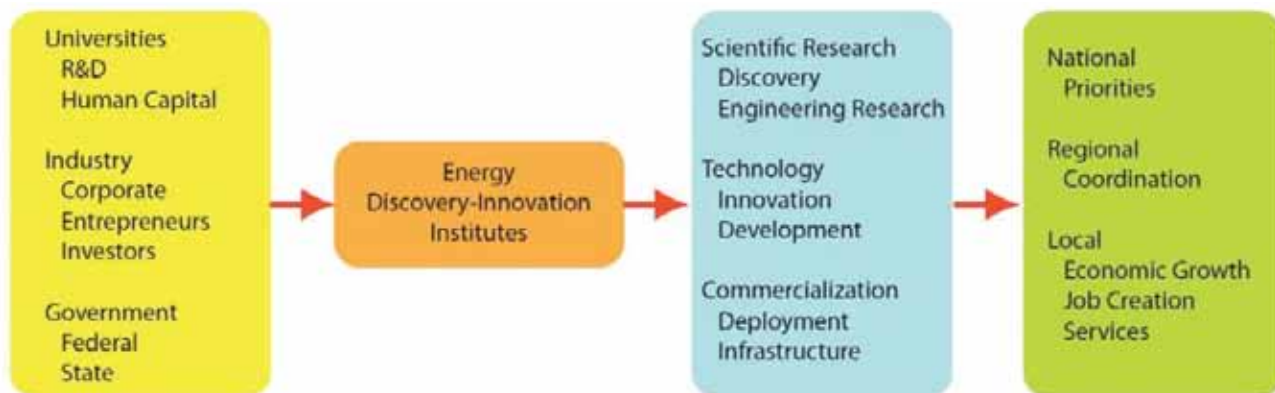 Universities
R&D
Human Capital
Industry
Corporate
Entrepreneurs
Investors
Government
Federal
State
Energy
Discovery-Innovation
Institutes
Scientific Research
Discovery
Engineering Research
Technology
Innovation
Development
Commercialization
Deployment
Infrastructure
National
Priorities
Regional
Coordination
Local
Economic Growth
Job Creation
Services